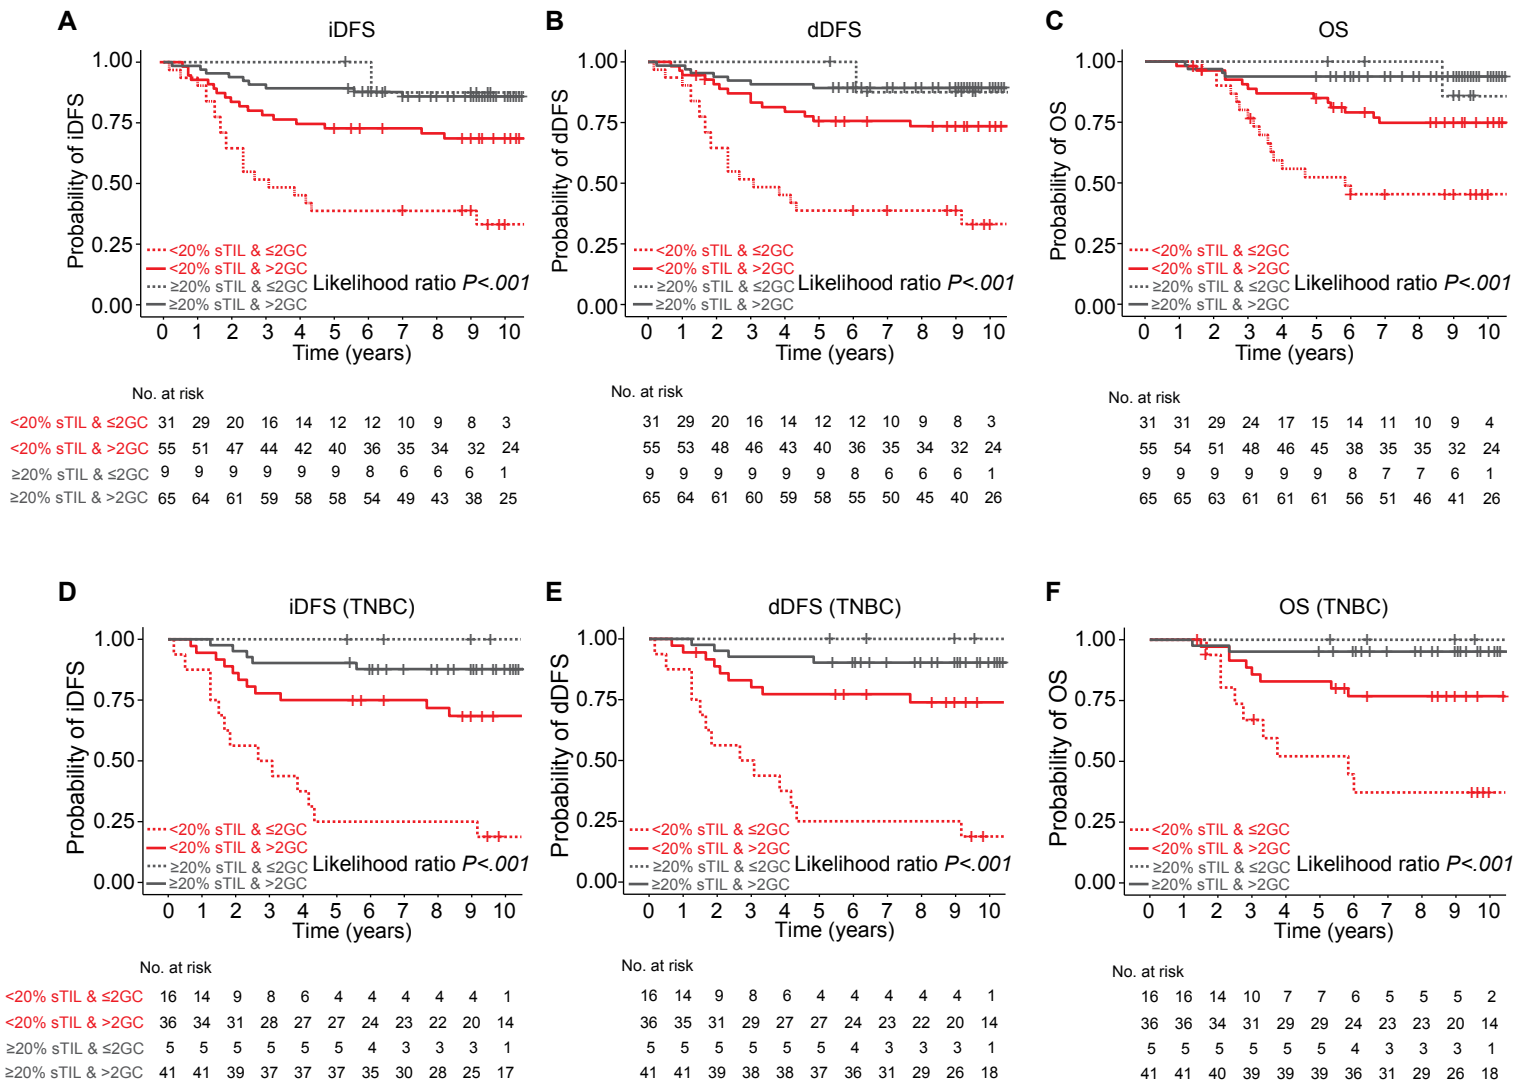 A
iDFS
1.00
0.75
0.50
0.25
0.00
Probability of iDFS
<20% sTIL & ≤2GC
<20% sTIL & >2GC
≥20% sTIL & ≤2GC
≥20% sTIL & >2GC
Likelihood ratio P<.001
0 1 2 3 4 5 6 7 8 9 10
Time (years)
No. at risk
<20% sTIL & ≤2GC 31 29 20 16 14 12 12 10 9 8 3
<20% sTIL & >2GC 55 51 47 44 42 40 36 35 34 32 24
≥20% sTIL & ≤2GC 9 9 9 9 9 9 8 6 6 6 1
≥20% sTIL & >2GC 65 64 61 59 58 58 54 49 43 38 25
B
dDFS
1.00
0.75
0.50
0.25
0.00
Probability of dDFS
<20% sTIL & ≤2GC
<20% sTIL & >2GC
≥20% sTIL & ≤2GC
≥20% sTIL & >2GC
Likelihood ratio P<.001
0 1 2 3 4 5 6 7 8 9 10
Time (years)
No. at risk
31 29 20 16 14 12 12 10 9 8 3
55 53 48 46 43 40 36 35 34 32 24
9 9 9 9 9 9 8 6 6 6 1
65 64 61 60 59 58 55 50 45 40 26
C
OS
1.00
0.75
0.50
0.25
0.00
Probability of OS
<20% sTIL & ≤2GC
<20% sTIL & >2GC
≥20% sTIL & ≤2GC
≥20% sTIL & >2GC
Likelihood ratio P<.001
0 1 2 3 4 5 6 7 8 9 10
Time (years)
No. at risk
31 31 29 24 17 15 14 11 10 9 4
55 54 51 48 46 45 38 35 35 32 24
9 9 9 9 9 9 8 7 7 6 1
65 65 63 61 61 61 56 51 46 41 26
D
iDFS (TNBC)
1.00
0.75
0.50
0.25
0.00
Probability of iDFS
<20% sTIL & ≤2GC
<20% sTIL & >2GC
≥20% sTIL & ≤2GC
≥20% sTIL & >2GC
Likelihood ratio P<.001
0 1 2 3 4 5 6 7 8 9 10
Time (years)
No. at risk
<20% sTIL & ≤2GC 16 14 9 8 6 4 4 4 4 4 1
<20% sTIL & >2GC 36 34 31 28 27 27 24 23 22 20 14
≥20% sTIL & ≤2GC 5 5 5 5 5 5 4 3 3 3 1
≥20% sTIL & >2GC 41 41 39 37 37 37 35 30 28 25 17
E
dDFS (TNBC)
1.00
0.75
0.50
0.25
0.00
Probability of dDFS
<20% sTIL & ≤2GC
<20% sTIL & >2GC
≥20% sTIL & ≤2GC
≥20% sTIL & >2GC
Likelihood ratio P<.001
0 1 2 3 4 5 6 7 8 9 10
Time (years)
No. at risk
16 14 9 8 6 4 4 4 4 4 1
36 35 31 29 27 27 24 23 22 20 14
5 5 5 5 5 5 4 3 3 3 1
41 41 39 38 38 37 36 31 29 26 18
F
OS (TNBC)
1.00
0.75
0.50
0.25
0.00
Probability of OS
<20% sTIL & ≤2GC
<20% sTIL & >2GC
≥20% sTIL & ≤2GC
≥20% sTIL & >2GC
Likelihood ratio P<.001
0 1 2 3 4 5 6 7 8 9 10
Time (years)
No. at risk
16 16 14 10 7 7 6 5 5 5 2
36 36 34 31 29 29 24 23 23 20 14
5 5 5 5 5 5 4 3 3 3 1
41 41 40 39 39 39 36 31 29 26 18